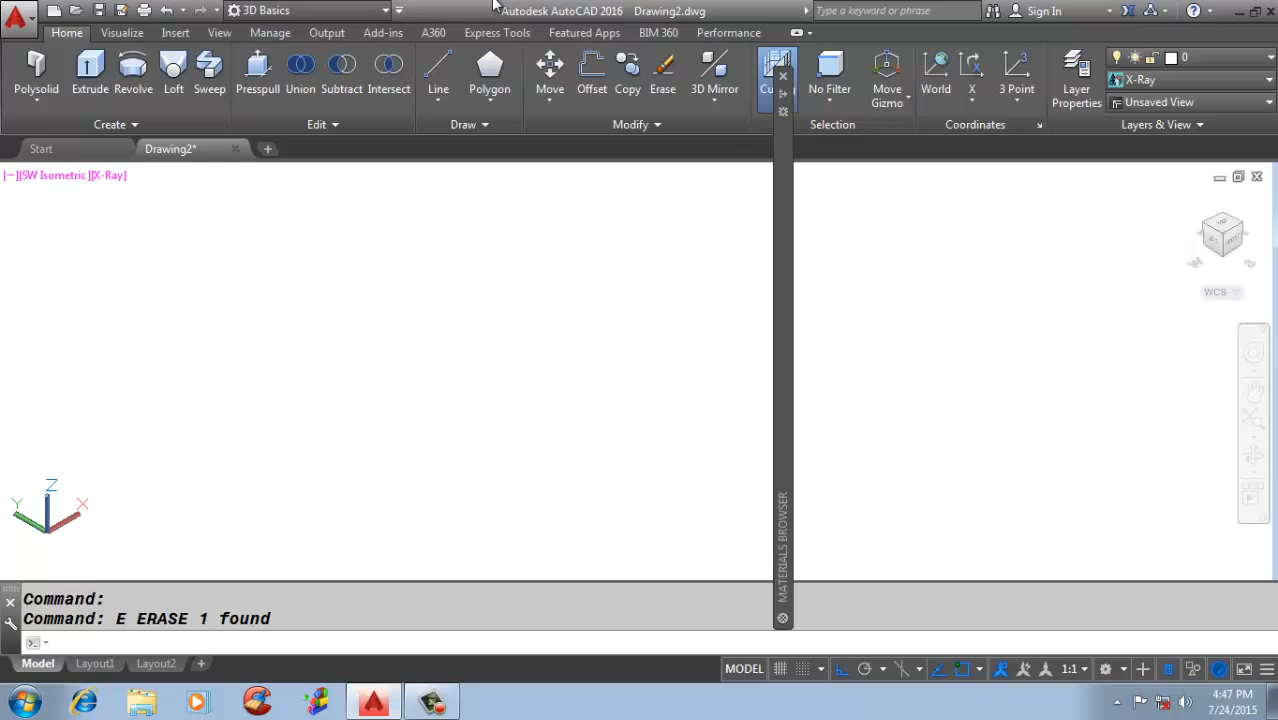 3D Basics
Autodesk AutoCAD 2016 Drawing2.dwg
Type a keyword or phrase
Sign In
Home Visualize Insert View Manage Output Add-ins A360 Express Tools Featured Apps BIM 360 Performance
Polysolid Extrude Revolve Loft Sweep Presspull Union Subtract Intersect Line Polygon Move Offset Copy Erase 3D Mirror No Filter Move Gizmo World X 3 Point Layer Properties
0
X-Ray
Unsaved View
Create Edit Draw Modify Selection Coordinates Layers & View
Start Drawing2*
[−][SW Isometric][X-Ray]
TOP
WCS
Z
Y
X
MATERIALS BROWSER
Command:
Command: E ERASE 1 found
Model Layout1 Layout2
MODEL
1:1
4:47 PM
7/24/2015